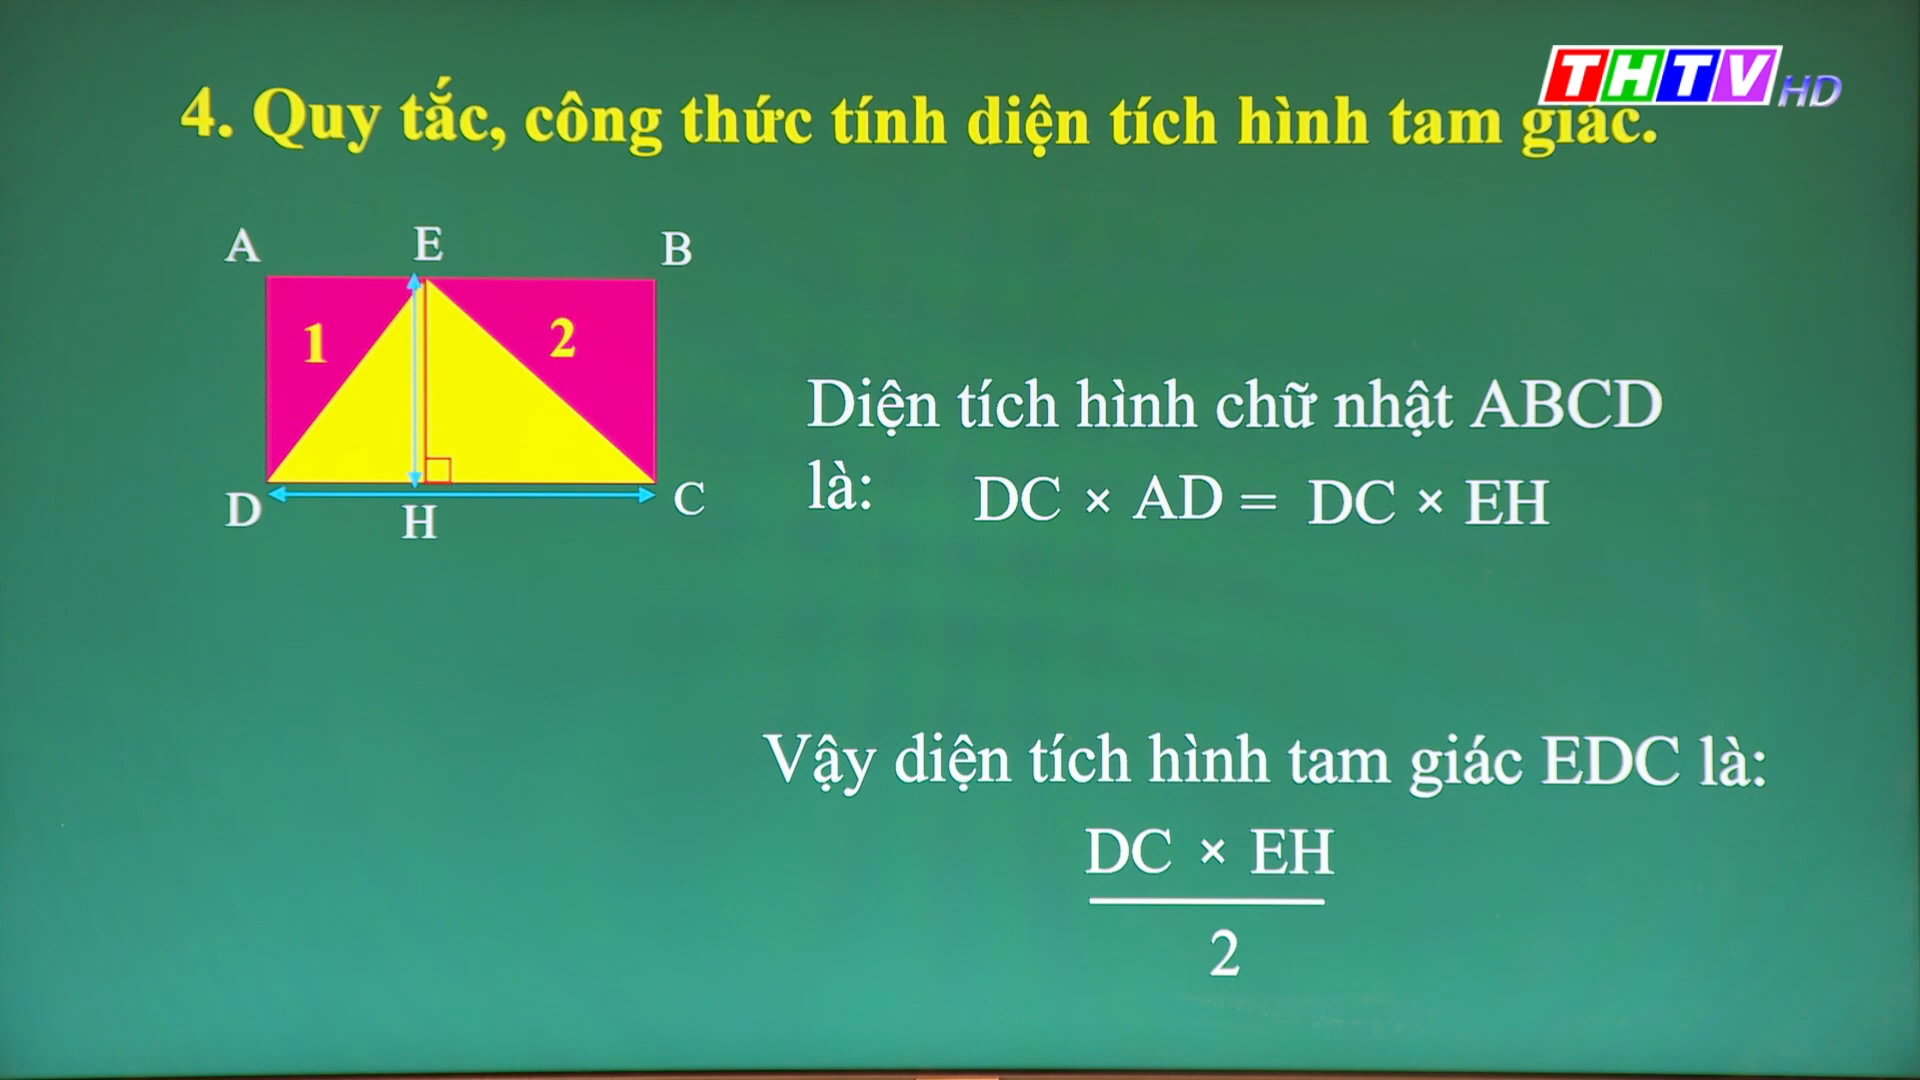 THTV HD
4. Quy tắc, công thức tính diện tích hình tam giác.
A E B
1 2
D H C
Diện tích hình chữ nhật ABCD
là: DC × AD = DC × EH
Vậy diện tích hình tam giác EDC là:
DC × EH
2